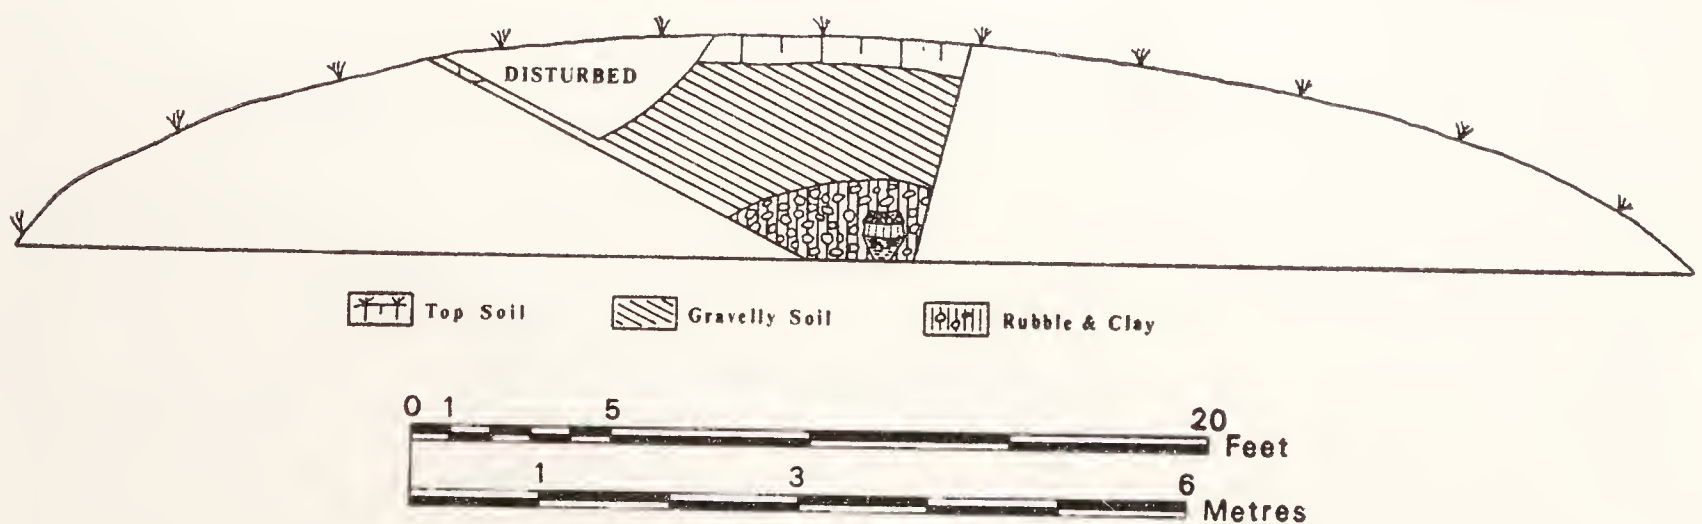 DISTURBED
Top Soil Gravelly Soil Rubble & Clay
0 1 5 20
Feet
1 3 6
Metres